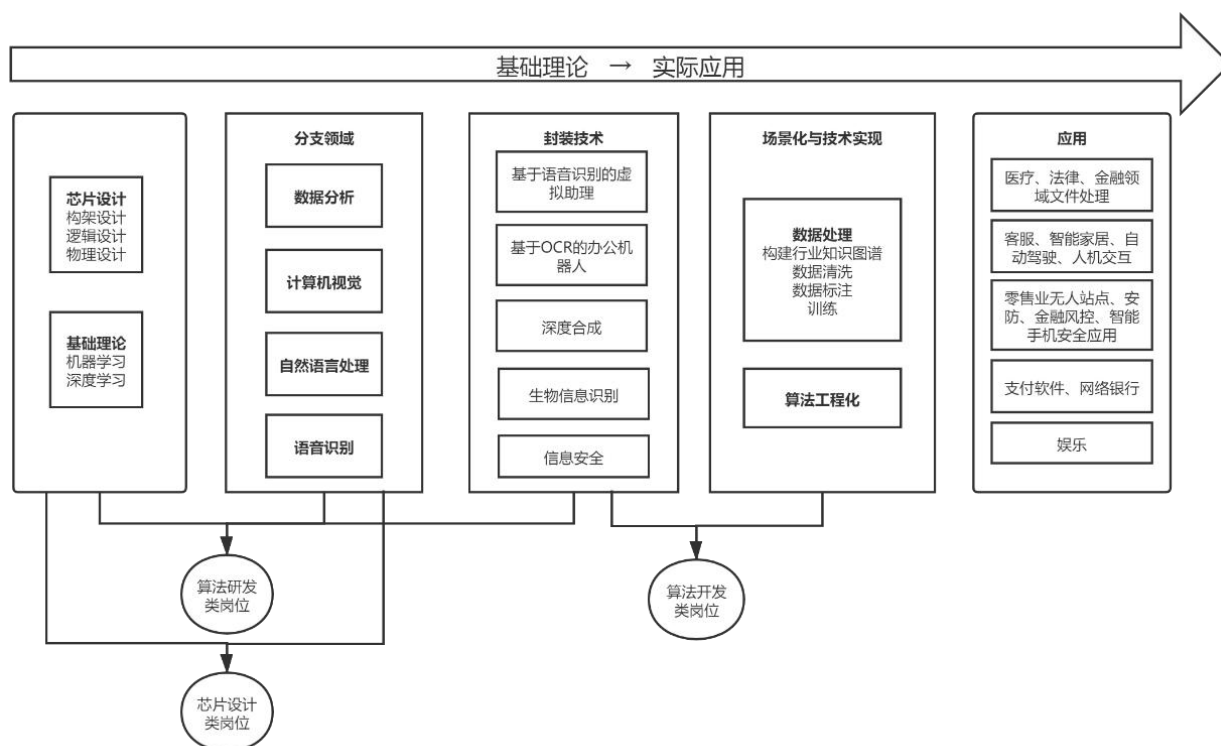 基础理论 → 实际应用
芯片设计
构架设计
逻辑设计
物理设计
基础理论
机器学习
深度学习
分支领域
数据分析
计算机视觉
自然语言处理
语音识别
封装技术
基于语音识别的虚
拟助理
基于OCR的办公机
器人
深度合成
生物信息识别
信息安全
场景化与技术实现
数据处理
构建行业知识图谱
数据清洗
数据标注
训练
算法工程化
应用
医疗、法律、金融领
域文件处理
客服、智能家居、自
动驾驶、人机交互
零售业无人站点、安
防、金融风控、智能
手机安全应用
支付软件、网络银行
娱乐
算法研发
类岗位
算法开发
类岗位
芯片设计
类岗位